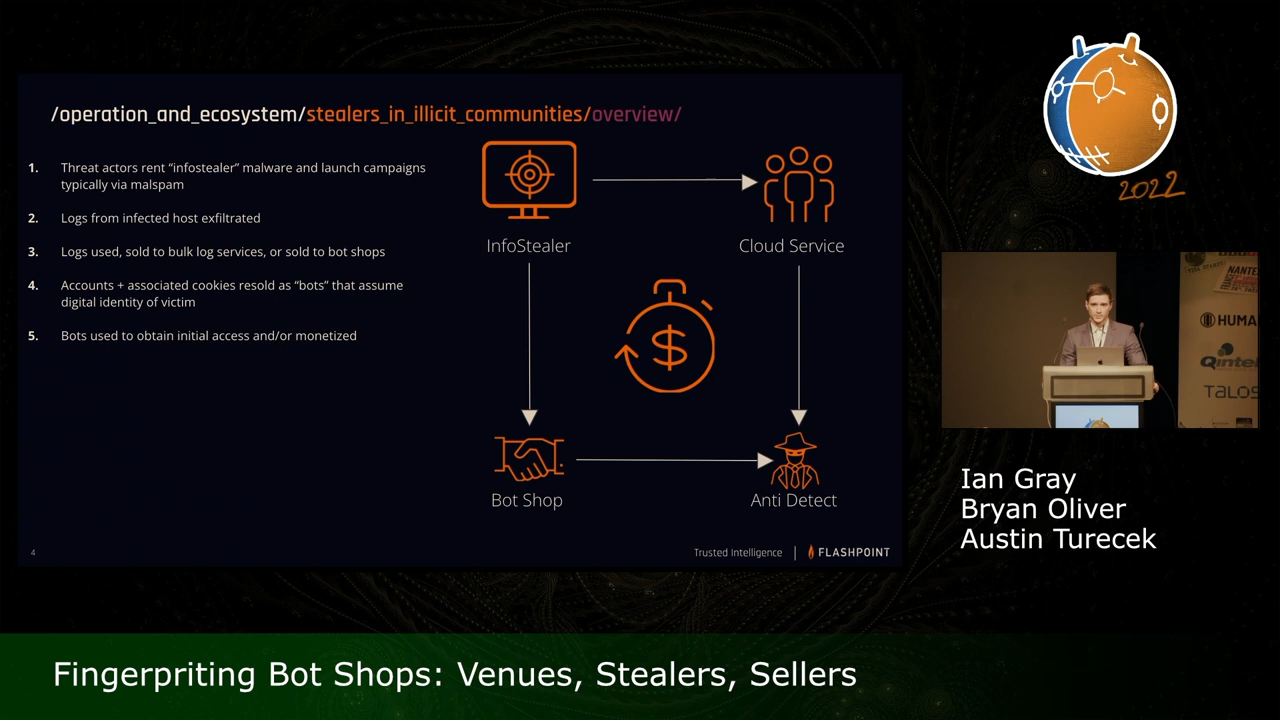 /operation_and_ecosystem/stealers_in_illicit_communities/overview/
1. Threat actors rent “infostealer” malware and launch campaigns
typically via malspam
2. Logs from infected host exfiltrated
3. Logs used, sold to bulk log services, or sold to bot shops
4. Accounts + associated cookies resold as “bots” that assume
digital identity of victim
5. Bots used to obtain initial access and/or monetized
InfoStealer
Cloud Service
$
Bot Shop
Anti Detect
4
Trusted Intelligence | FLASHPOINT
2022
HUMA
Qintel
TALOS
Ian Gray
Bryan Oliver
Austin Turecek
Fingerpriting Bot Shops: Venues, Stealers, Sellers